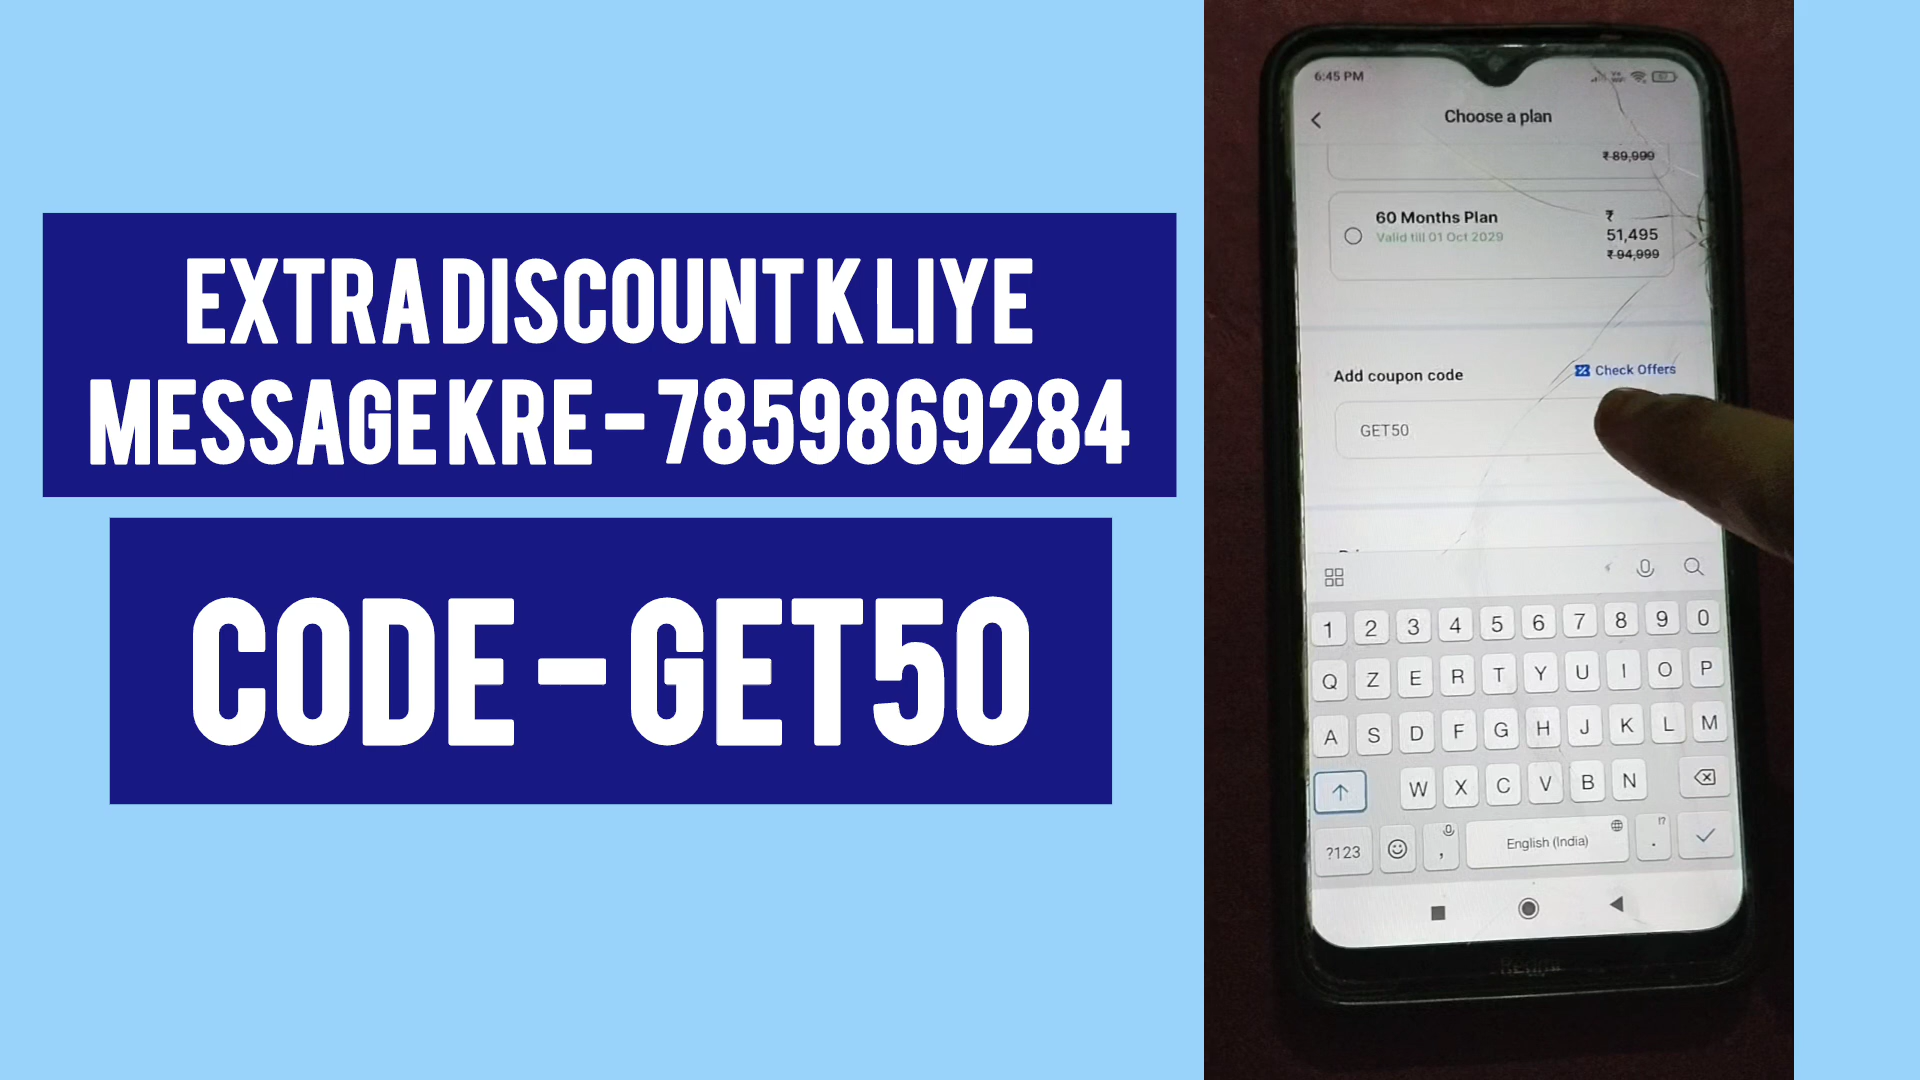 EXTRA DISCOUNT K LIYE
MESSAGE KRE - 7859869284
CODE - GET50
6:45 PM
Choose a plan
₹ 89,999
60 Months Plan
Valid till 01 Oct 2029
₹
51,495
₹ 94,999
Add coupon code
Check Offers
GET50
1 2 3 4 5 6 7 8 9 0
Q Z E R T Y U I O P
A S D F G H J K L M
W X C V B N
?123 , English (India) . !?
Redmi